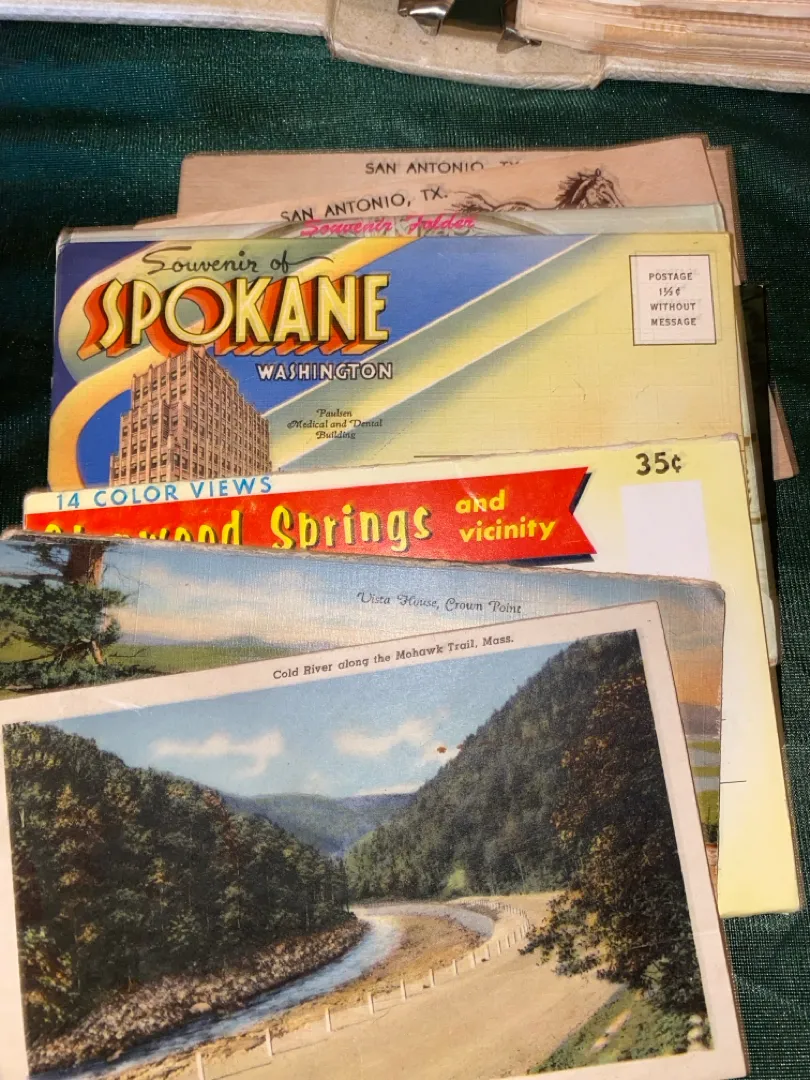 SAN ANTONIO, TX.
SAN ANTONIO, TX.
Souvenir Folder
Souvenir of
SPOKANE
WASHINGTON
Paulsen
Medical and Dental
Building
POSTAGE
1½ ¢
WITHOUT
MESSAGE
14 COLOR VIEWS
35¢
Springs
and
vicinity
Vista House, Crown Point
Cold River along the Mohawk Trail, Mass.